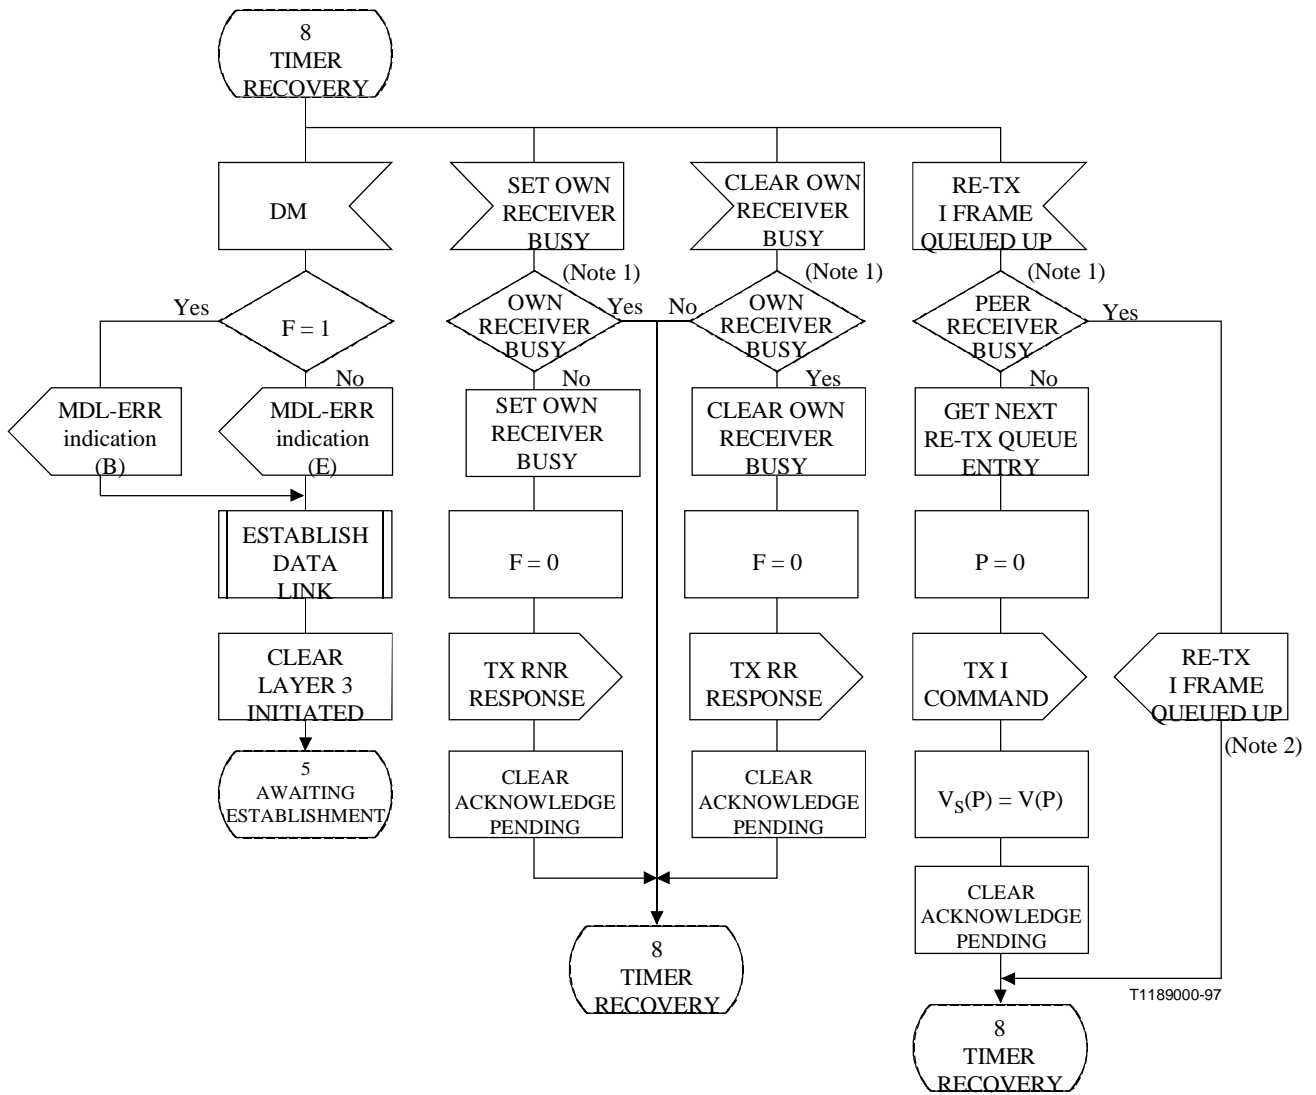 8
TIMER
RECOVERY
DM
SET OWN
RECEIVER
BUSY
CLEAR OWN
RECEIVER
BUSY
RE-TX
I FRAME
QUEUED UP
(Note 1)
(Note 1)
(Note 1)
Yes
F = 1
No
OWN
RECEIVER
BUSY
Yes
No
No
OWN
RECEIVER
BUSY
Yes
PEER
RECEIVER
BUSY
Yes
No
MDL-ERR
indication
(B)
MDL-ERR
indication
(E)
SET OWN
RECEIVER
BUSY
CLEAR OWN
RECEIVER
BUSY
GET NEXT
RE-TX QUEUE
ENTRY
ESTABLISH
DATA
LINK
F = 0
F = 0
P = 0
CLEAR
LAYER 3
INITIATED
TX RNR
RESPONSE
TX RR
RESPONSE
TX I
COMMAND
RE-TX
I FRAME
QUEUED UP
(Note 2)
5
AWAITING
ESTABLISHMENT
CLEAR
ACKNOWLEDGE
PENDING
CLEAR
ACKNOWLEDGE
PENDING
VS(P) = V(P)
CLEAR
ACKNOWLEDGE
PENDING
8
TIMER
RECOVERY
T1189000-97
8
TIMER
RECOVERY